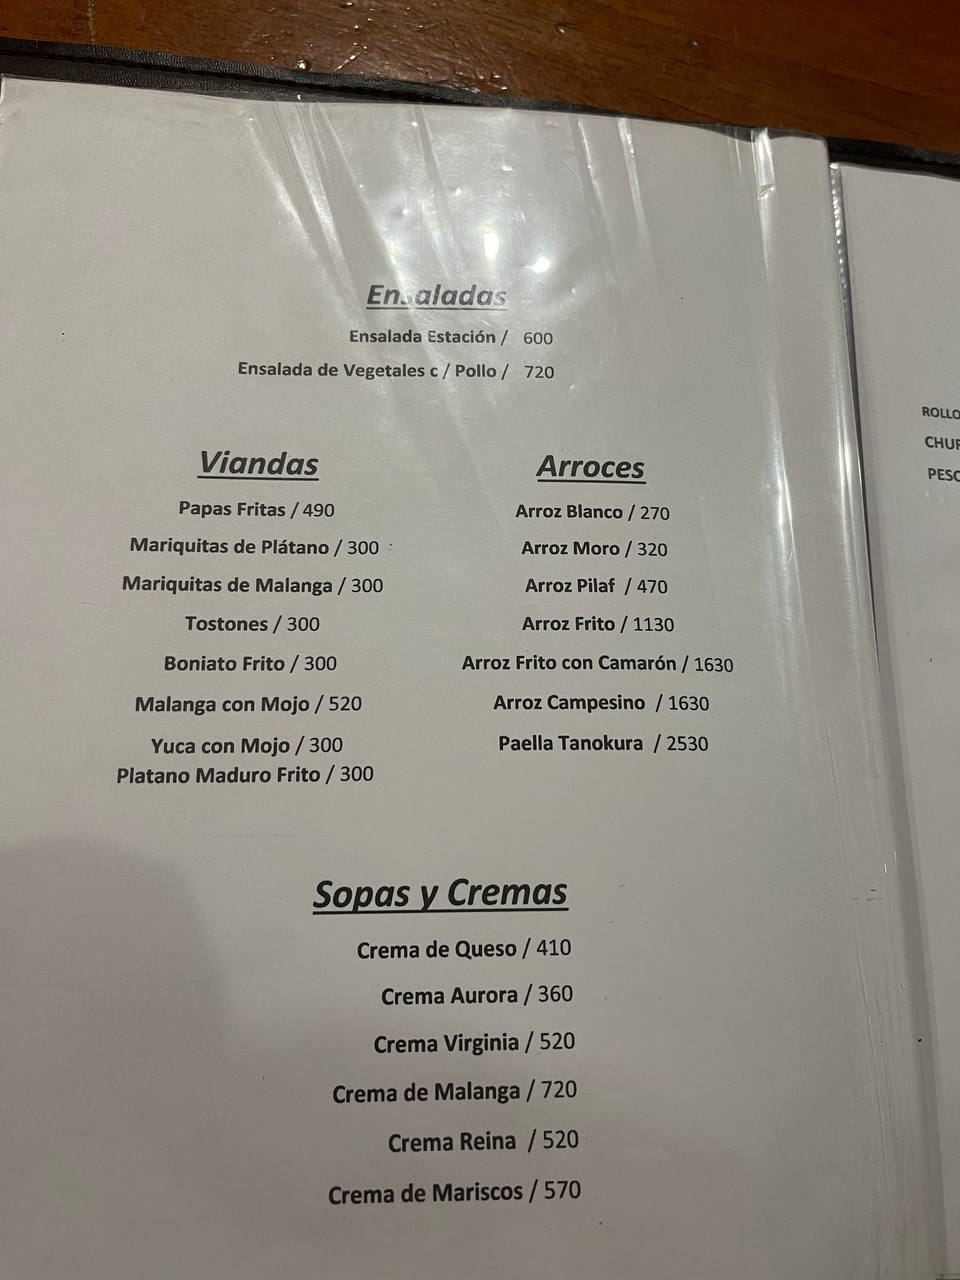 Ensaladas
Ensalada Estación / 600
Ensalada de Vegetales c / Pollo / 720
Viandas
Papas Fritas / 490
Mariquitas de Plátano / 300
Mariquitas de Malanga / 300
Tostones / 300
Boniato Frito / 300
Malanga con Mojo / 520
Yuca con Mojo / 300
Platano Maduro Frito / 300
Arroces
Arroz Blanco / 270
Arroz Moro / 320
Arroz Pilaf / 470
Arroz Frito / 1130
Arroz Frito con Camarón / 1630
Arroz Campesino / 1630
Paella Tanokura / 2530
Sopas y Cremas
Crema de Queso / 410
Crema Aurora / 360
Crema Virginia / 520
Crema de Malanga / 720
Crema Reina / 520
Crema de Mariscos / 570
ROLLO